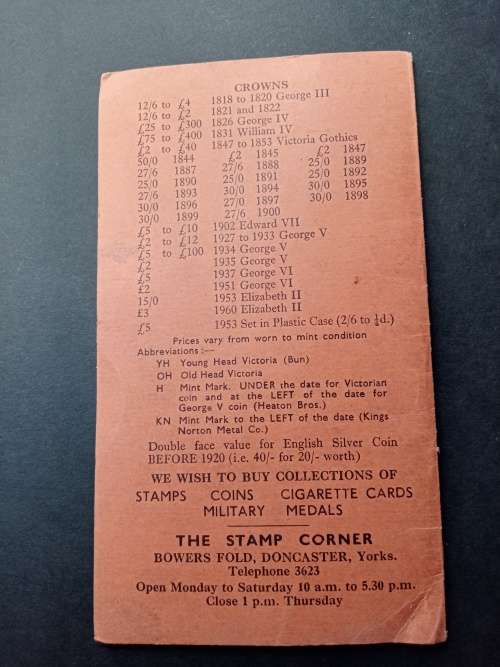 CROWNS
12/6 to £4 1818 to 1820 George III
12/6 to £2 1821 and 1822
£25 to £300 1826 George IV
£75 to £400 1831 William IV
£2 to £40 1847 to 1853 Victoria Gothics
50/0 1844 £2 1845 £2 1847
27/6 1887 27/6 1888 25/0 1889
25/0 1890 25/0 1891 25/0 1892
27/6 1893 30/0 1894 30/0 1895
30/0 1896 27/0 1897 30/0 1898
30/0 1899 27/6 1900
£5 to £10 1902 Edward VII
£2 to £12 1927 to 1933 George V
£5 to £100 1934 George V
£2 1935 George V
£5 1937 George VI
£2 1951 George VI
15/0 1953 Elizabeth II
£3 1960 Elizabeth II
£5 1953 Set in Plastic Case (2/6 to ¼d.)
Prices vary from worn to mint condition
Abbreviations :—
YH Young Head Victoria (Bun)
OH Old Head Victoria
H Mint Mark. UNDER the date for Victorian
coin and at the LEFT of the date for
George V coin (Heaton Bros.)
KN Mint Mark to the LEFT of the date (Kings
Norton Metal Co.)
Double face value for English Silver Coin
BEFORE 1920 (i.e. 40/- for 20/- worth)
WE WISH TO BUY COLLECTIONS OF
STAMPS COINS CIGARETTE CARDS
MILITARY MEDALS
THE STAMP CORNER
BOWERS FOLD, DONCASTER, Yorks.
Telephone 3623
Open Monday to Saturday 10 a.m. to 5.30 p.m.
Close 1 p.m. Thursday